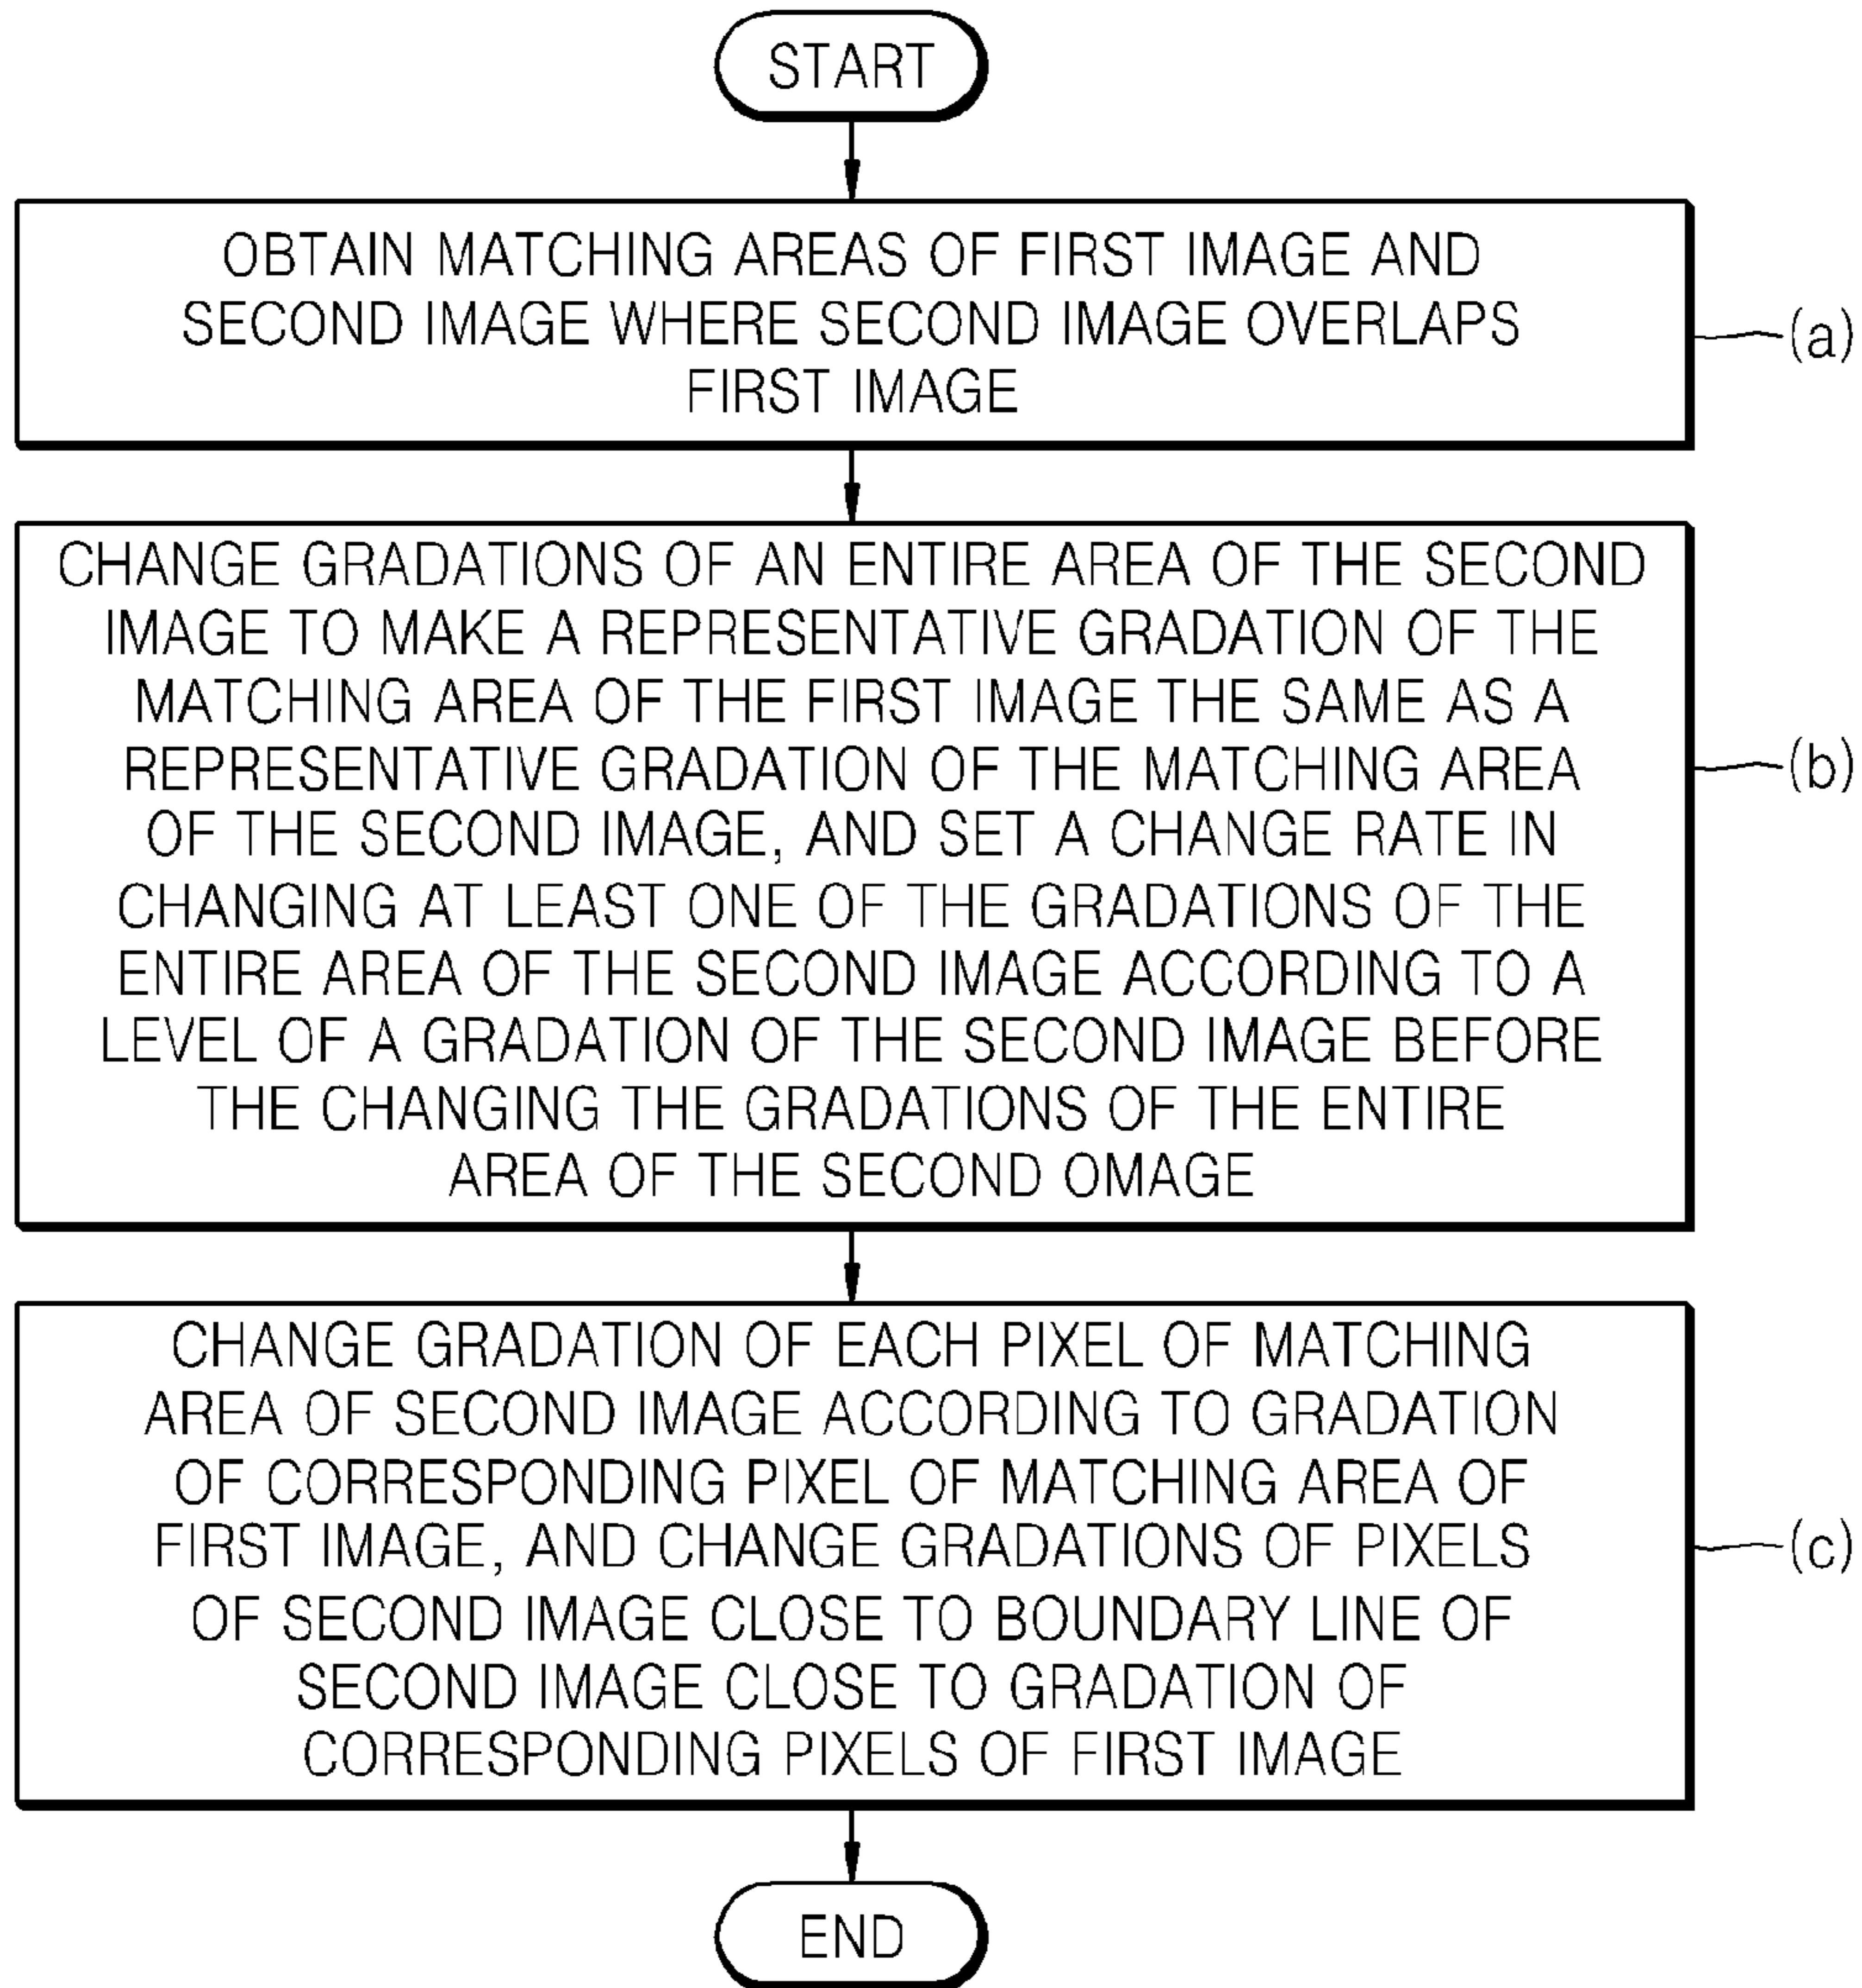 START
OBTAIN MATCHING AREAS OF FIRST IMAGE AND
SECOND IMAGE WHERE SECOND IMAGE OVERLAPS
FIRST IMAGE
(a)
CHANGE GRADATIONS OF AN ENTIRE AREA OF THE SECOND
IMAGE TO MAKE A REPRESENTATIVE GRADATION OF THE
MATCHING AREA OF THE FIRST IMAGE THE SAME AS A
REPRESENTATIVE GRADATION OF THE MATCHING AREA
OF THE SECOND IMAGE, AND SET A CHANGE RATE IN
CHANGING AT LEAST ONE OF THE GRADATIONS OF THE
ENTIRE AREA OF THE SECOND IMAGE ACCORDING TO A
LEVEL OF A GRADATION OF THE SECOND IMAGE BEFORE
THE CHANGING THE GRADATIONS OF THE ENTIRE
AREA OF THE SECOND OMAGE
(b)
CHANGE GRADATION OF EACH PIXEL OF MATCHING
AREA OF SECOND IMAGE ACCORDING TO GRADATION
OF CORRESPONDING PIXEL OF MATCHING AREA OF
FIRST IMAGE, AND CHANGE GRADATIONS OF PIXELS
OF SECOND IMAGE CLOSE TO BOUNDARY LINE OF
SECOND IMAGE CLOSE TO GRADATION OF
CORRESPONDING PIXELS OF FIRST IMAGE
(c)
END